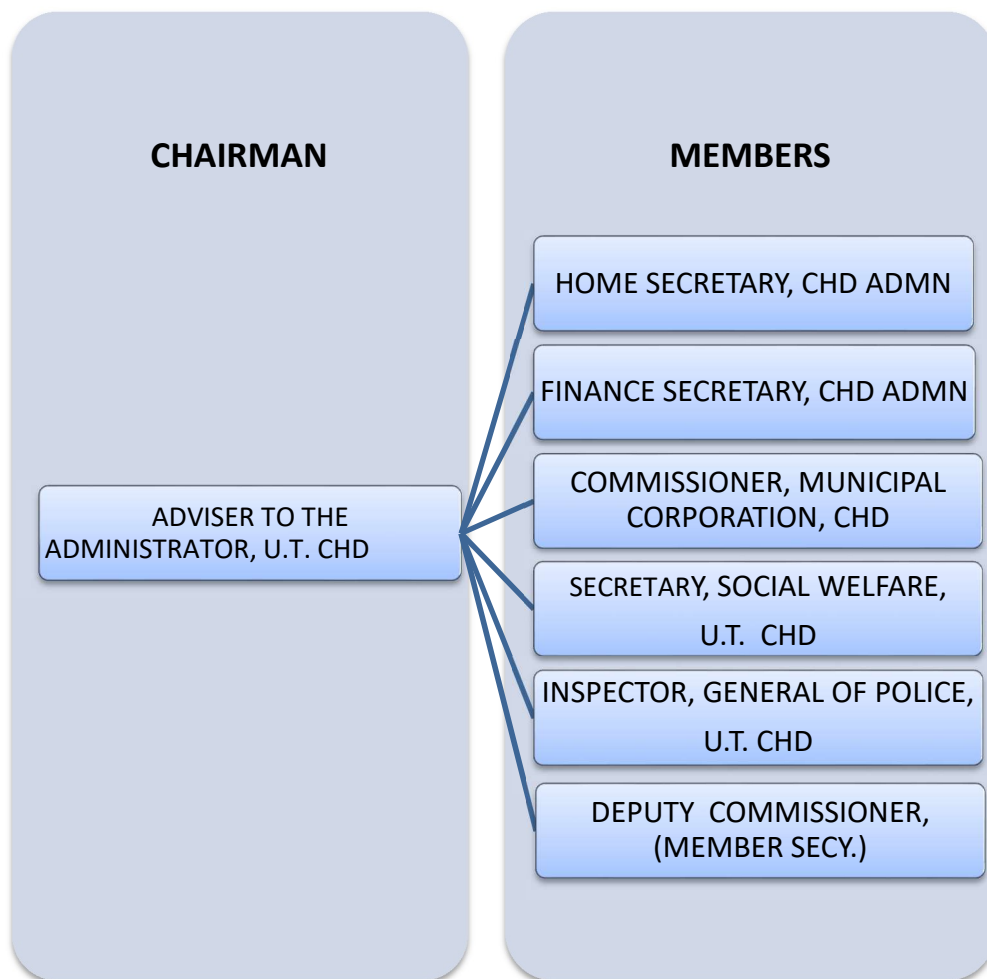 CHAIRMAN
ADVISER TO THE
ADMINISTRATOR, U.T. CHD
MEMBERS
HOME SECRETARY, CHD ADMN
FINANCE SECRETARY, CHD ADMN
COMMISSIONER, MUNICIPAL
CORPORATION, CHD
SECRETARY, SOCIAL WELFARE,
U.T. CHD
INSPECTOR, GENERAL OF POLICE,
U.T. CHD
DEPUTY COMMISSIONER,
(MEMBER SECY.)